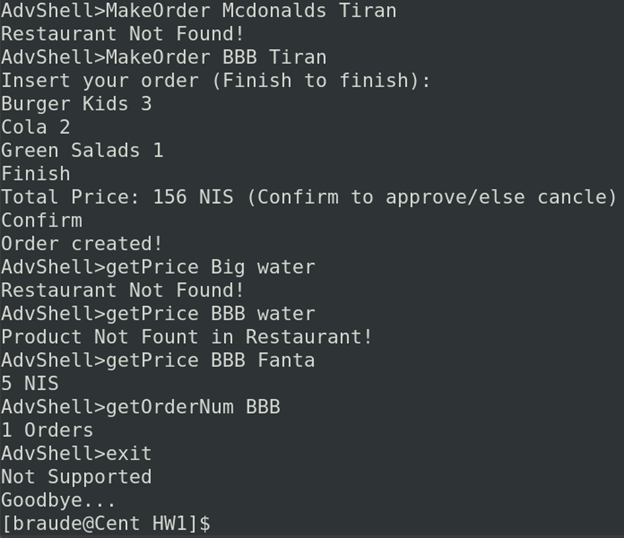 AdvShell>MakeOrder Mcdonalds Tiran
Restaurant Not Found!
AdvShell>MakeOrder BBB Tiran
Insert your order (Finish to finish):
Burger Kids 3
Cola 2
Green Salads 1
Finish
Total Price: 156 NIS (Confirm to approve/else cancle)
Confirm
Order created!
AdvShell>getPrice Big water
Restaurant Not Found!
AdvShell>getPrice BBB water
Product Not Fount in Restaurant!
AdvShell>getPrice BBB Fanta
5 NIS
AdvShell>getOrderNum BBB
1 Orders
AdvShell>exit
Not Supported
Goodbye...
[braude@Cent HW1]$